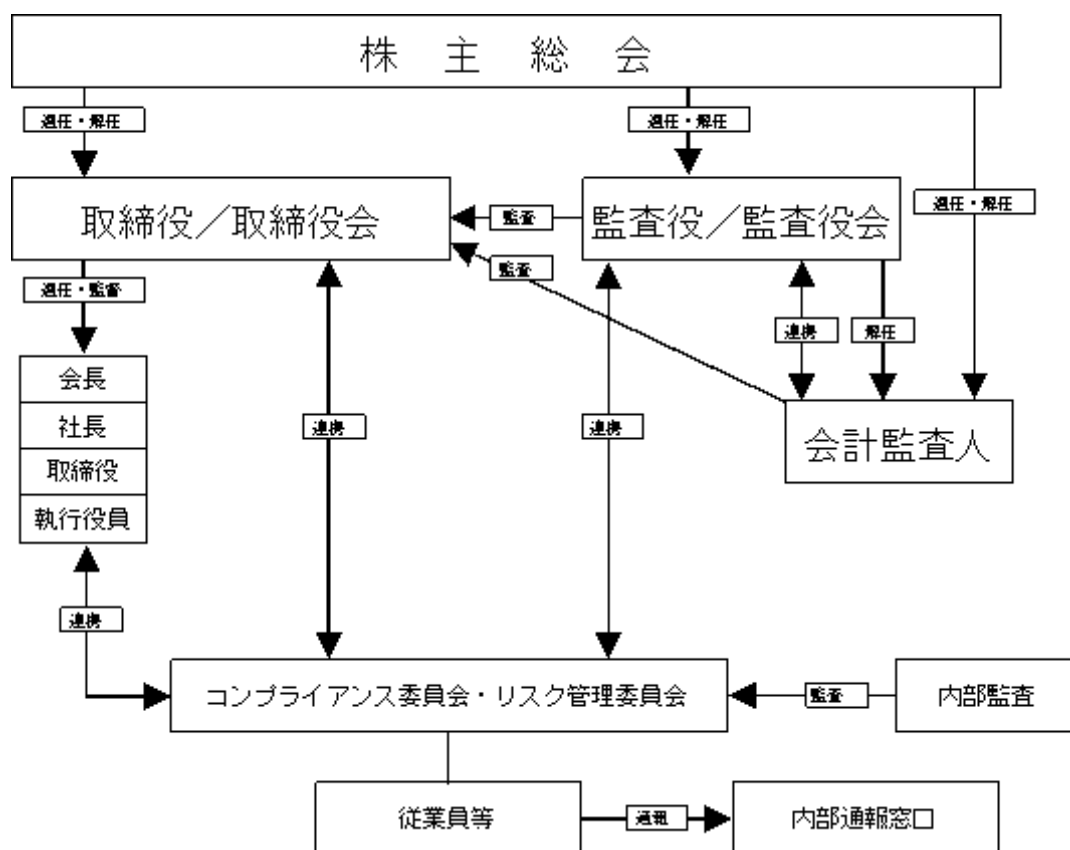 株主総会
選任・解任
選任・解任
選任・解任
取締役／取締役会
監査
監査役／監査役会
監査
選任・監督
連携
解任
会長
社長
取締役
執行役員
連携
連携
会計監査人
連携
コンプライアンス委員会・リスク管理委員会
監査
内部監査
従業員等
通報
内部通報窓口